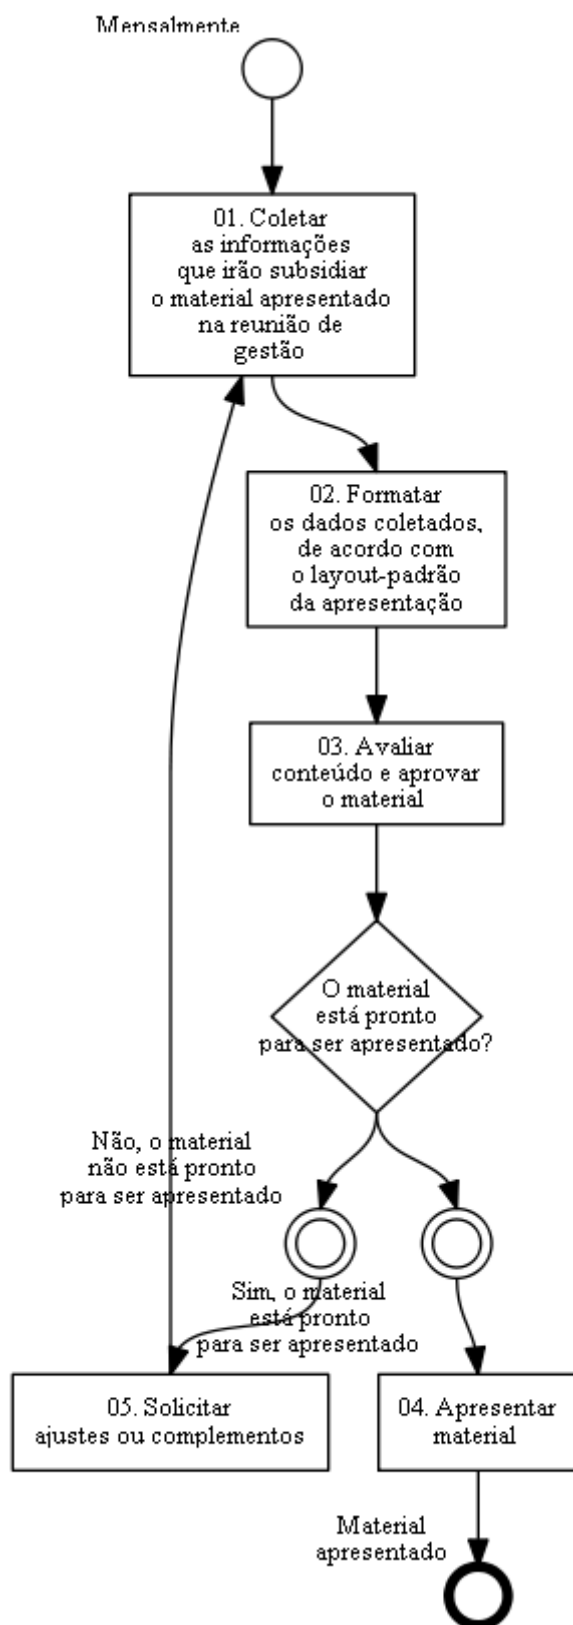 Mensalmente
01. Coletar
as informações
que irão subsidiar
o material apresentado
na reunião de
gestão
02. Formatar
os dados coletados,
de acordo com
o layout-padrão
da apresentação
03. Avaliar
conteúdo e aprovar
o material
O material
está pronto
para ser apresentado?
Não, o material
não está pronto
para ser apresentado
Sim, o material
está pronto
para ser apresentado
05. Solicitar
ajustes ou complementos
04. Apresentar
material
Material
apresentado